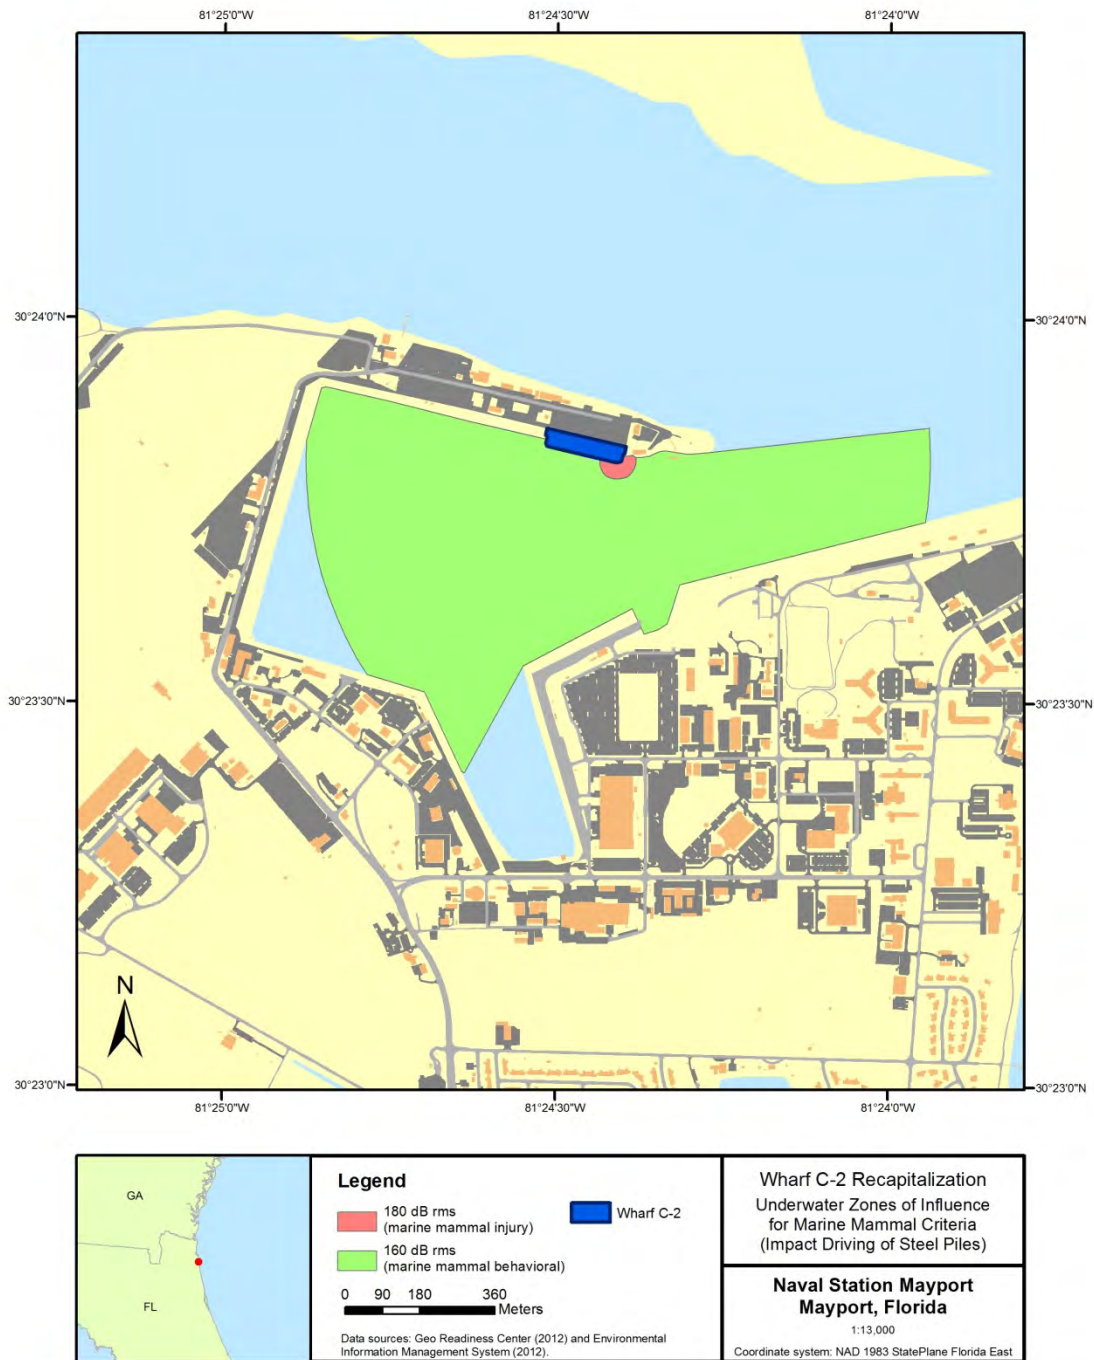 81°25'0"W 81°24'30"W 81°24'0"W
30°24'0"N 30°24'0"N
30°23'30"N 30°23'30"N
N
30°23'0"N 30°23'0"N
81°25'0"W 81°24'30"W 81°24'0"W
GA
FL
Legend
180 dB rms
(marine mammal injury)
Wharf C-2
160 dB rms
(marine mammal behavioral)
0 90 180 360
Meters
Data sources: Geo Readiness Center (2012) and Environmental
Information Management System (2012).
Wharf C-2 Recapitalization
Underwater Zones of Influence
for Marine Mammal Criteria
(Impact Driving of Steel Piles)
Naval Station Mayport
Mayport, Florida
1:13,000
Coordinate system: NAD 1983 StatePlane Florida East